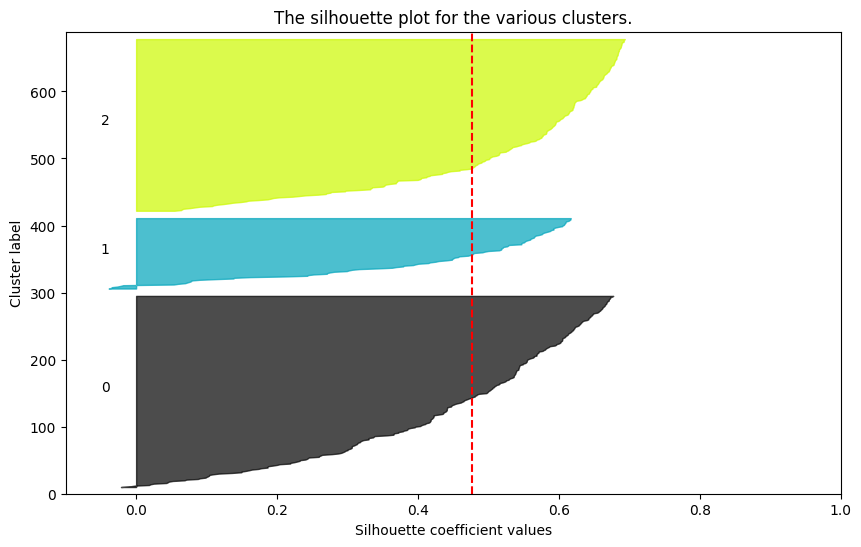 The silhouette plot for the various clusters.
Cluster label
600
500
400
300
200
100
0
2
1
0
0.0 0.2 0.4 0.6 0.8 1.0
Silhouette coefficient values